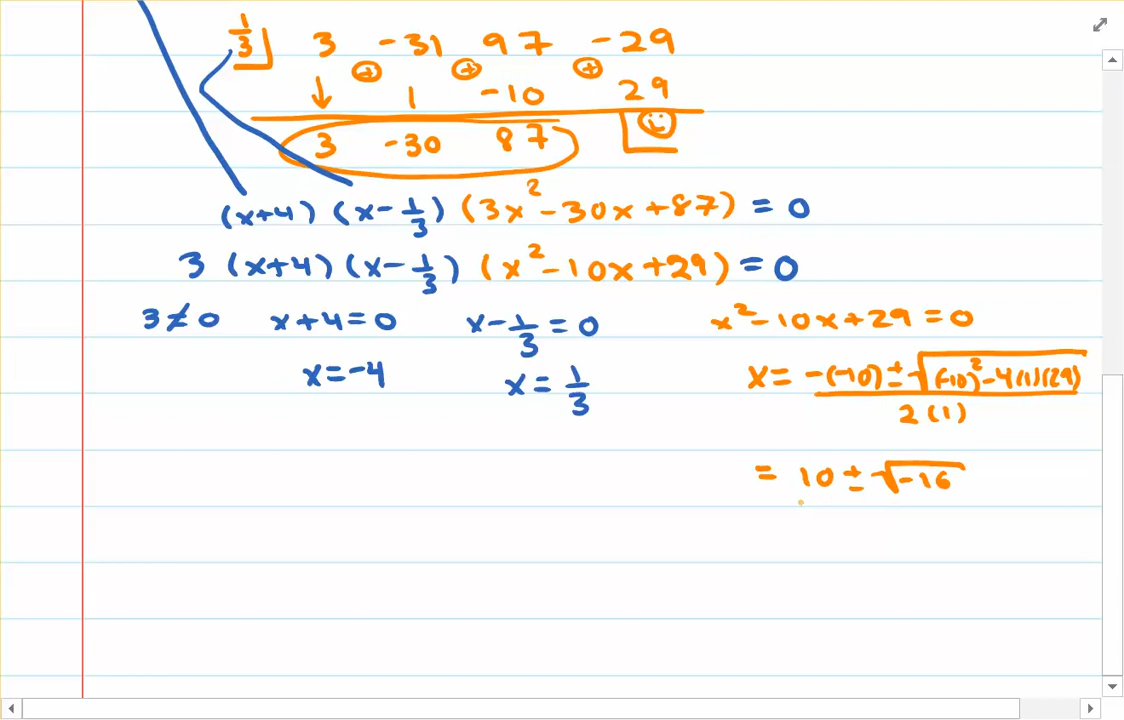 1/3 | 3 -31 97 -29
↓ ⊕ 1 ⊕ -10 ⊕ 29
3 -30 87
(x+4) (x-1/3) (3x²-30x+87) = 0
3 (x+4) (x-1/3) (x²-10x+29) = 0
3≠0 x+4=0 x-1/3=0 x²-10x+29=0
x=-4 x=1/3 x= (-(-10)±√((-10)²-4(1)(29)))/(2(1))
= 10±√-16